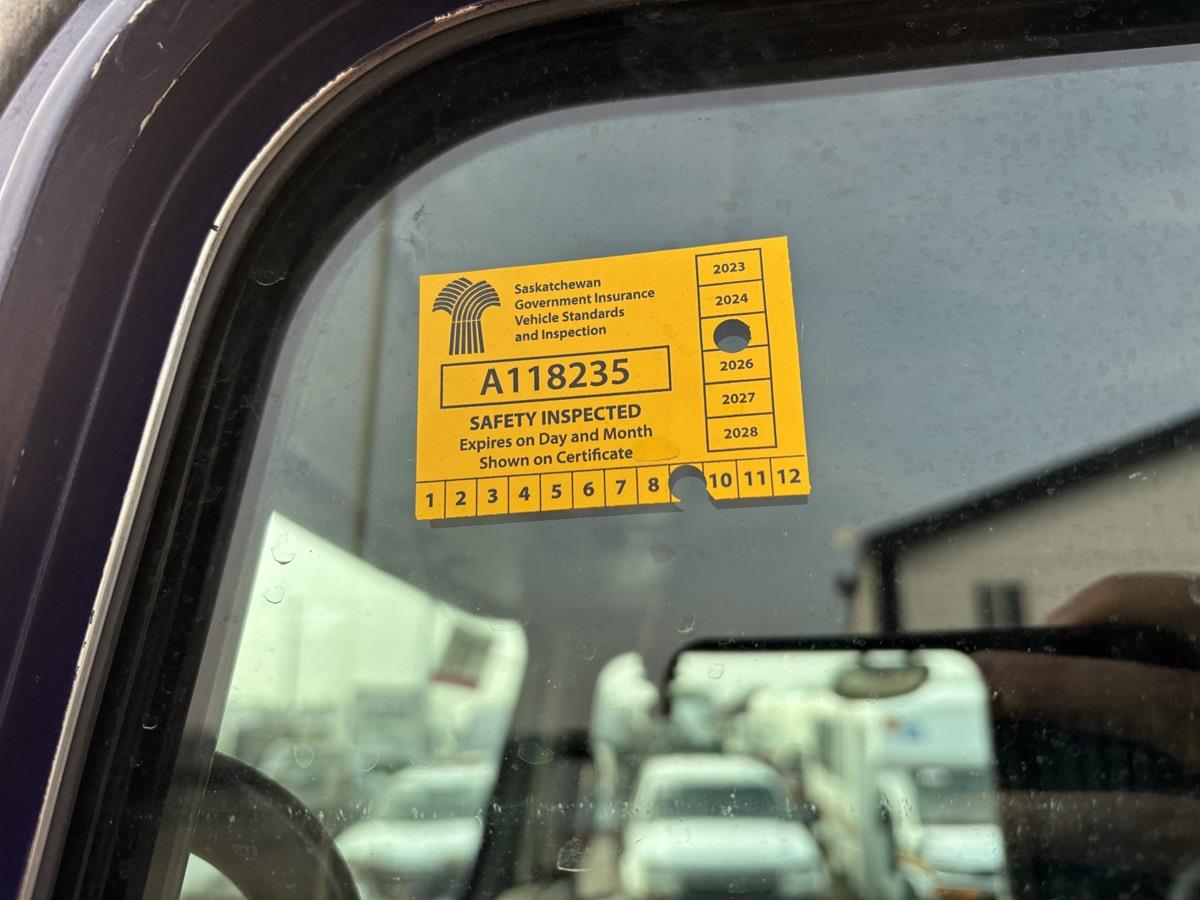 Saskatchewan
Government Insurance
Vehicle Standards
and Inspection
A118235
SAFETY INSPECTED
Expires on Day and Month
Shown on Certificate
2023
2024
2026
2027
2028
1 2 3 4 5 6 7 8 10 11 12